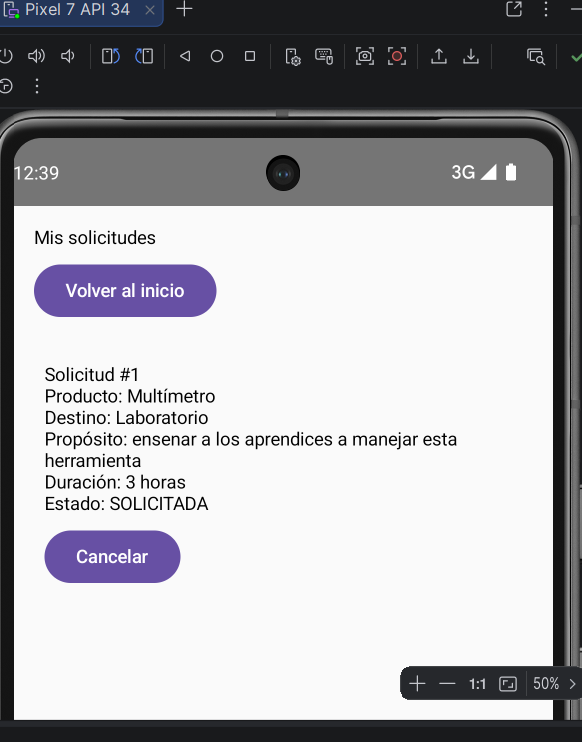 Pixel 7 API 34
12:39
3G
Mis solicitudes
Volver al inicio
Solicitud #1
Producto: Multímetro
Destino: Laboratorio
Propósito: ensenar a los aprendices a manejar esta
herramienta
Duración: 3 horas
Estado: SOLICITADA
Cancelar
1:1
50%